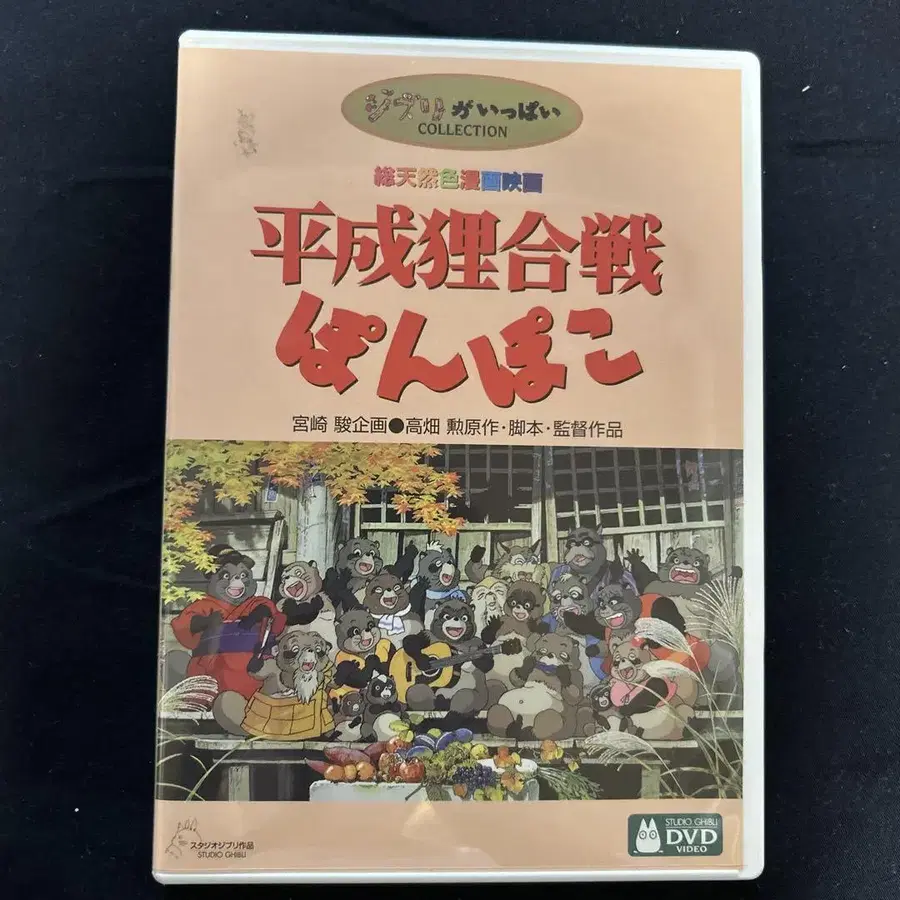 ジブリがいっぱい
COLLECTION
総天然色漫画映画
平成狸合戦
ぽんぽこ
宮崎 駿企画●高畑 勲原作・脚本・監督作品
スタジオジブリ作品
STUDIO GHIBLI
STUDIO GHIBLI
DVD
VIDEO